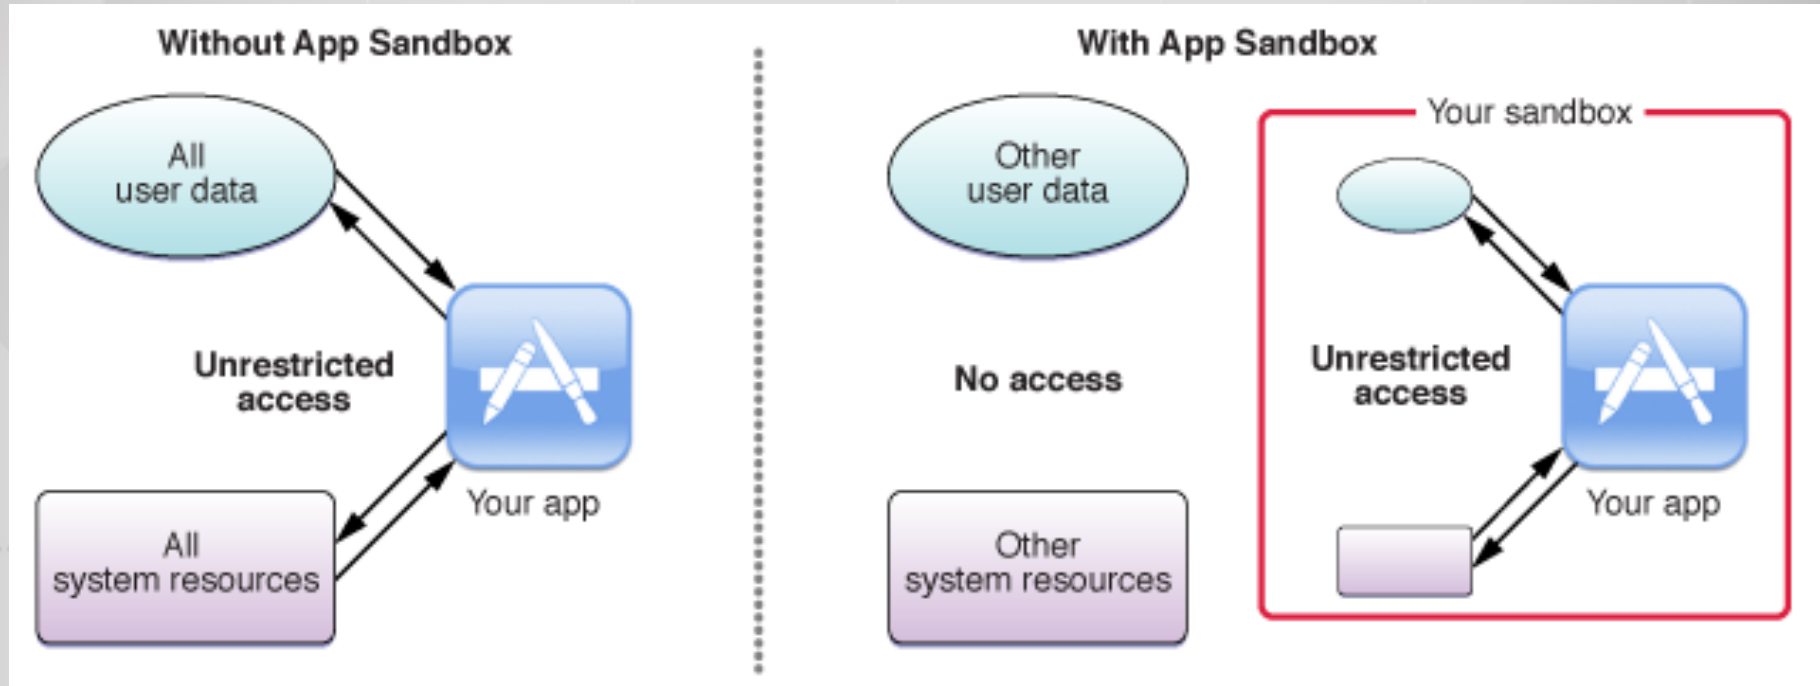 Without App Sandbox
All
user data
Unrestricted
access
Your app
All
system resources
With App Sandbox
Other
user data
No access
Other
system resources
Your sandbox
Unrestricted
access
Your app